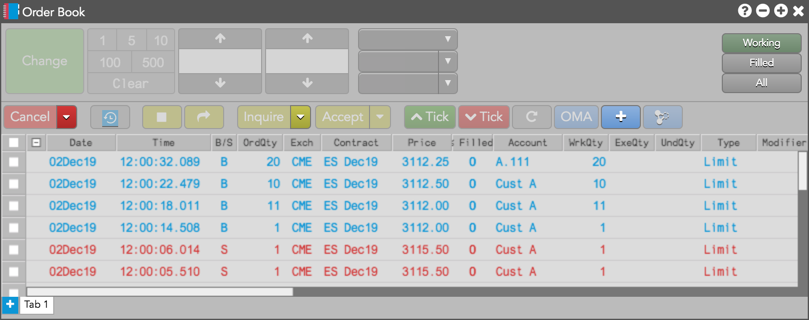 Order Book
Change
1 5 10
100 500
Clear
Working
Filled
All
Cancel Inquire Accept Tick Tick OMA
Date Time B/S OrdQty Exch Contract Price Filled Account WrkQty ExeQty UndQty Type Modifier
02Dec19 12:00:32.089 B 20 CME ES Dec19 3112.25 0 A.111 20 Limit
02Dec19 12:00:22.479 B 10 CME ES Dec19 3112.50 0 Cust A 10 Limit
02Dec19 12:00:18.011 B 11 CME ES Dec19 3112.00 0 Cust A 11 Limit
02Dec19 12:00:14.508 B 1 CME ES Dec19 3112.00 0 Cust A 1 Limit
02Dec19 12:00:06.014 S 1 CME ES Dec19 3115.50 0 Cust A 1 Limit
02Dec19 12:00:05.510 S 1 CME ES Dec19 3115.50 0 Cust A 1 Limit
Tab 1